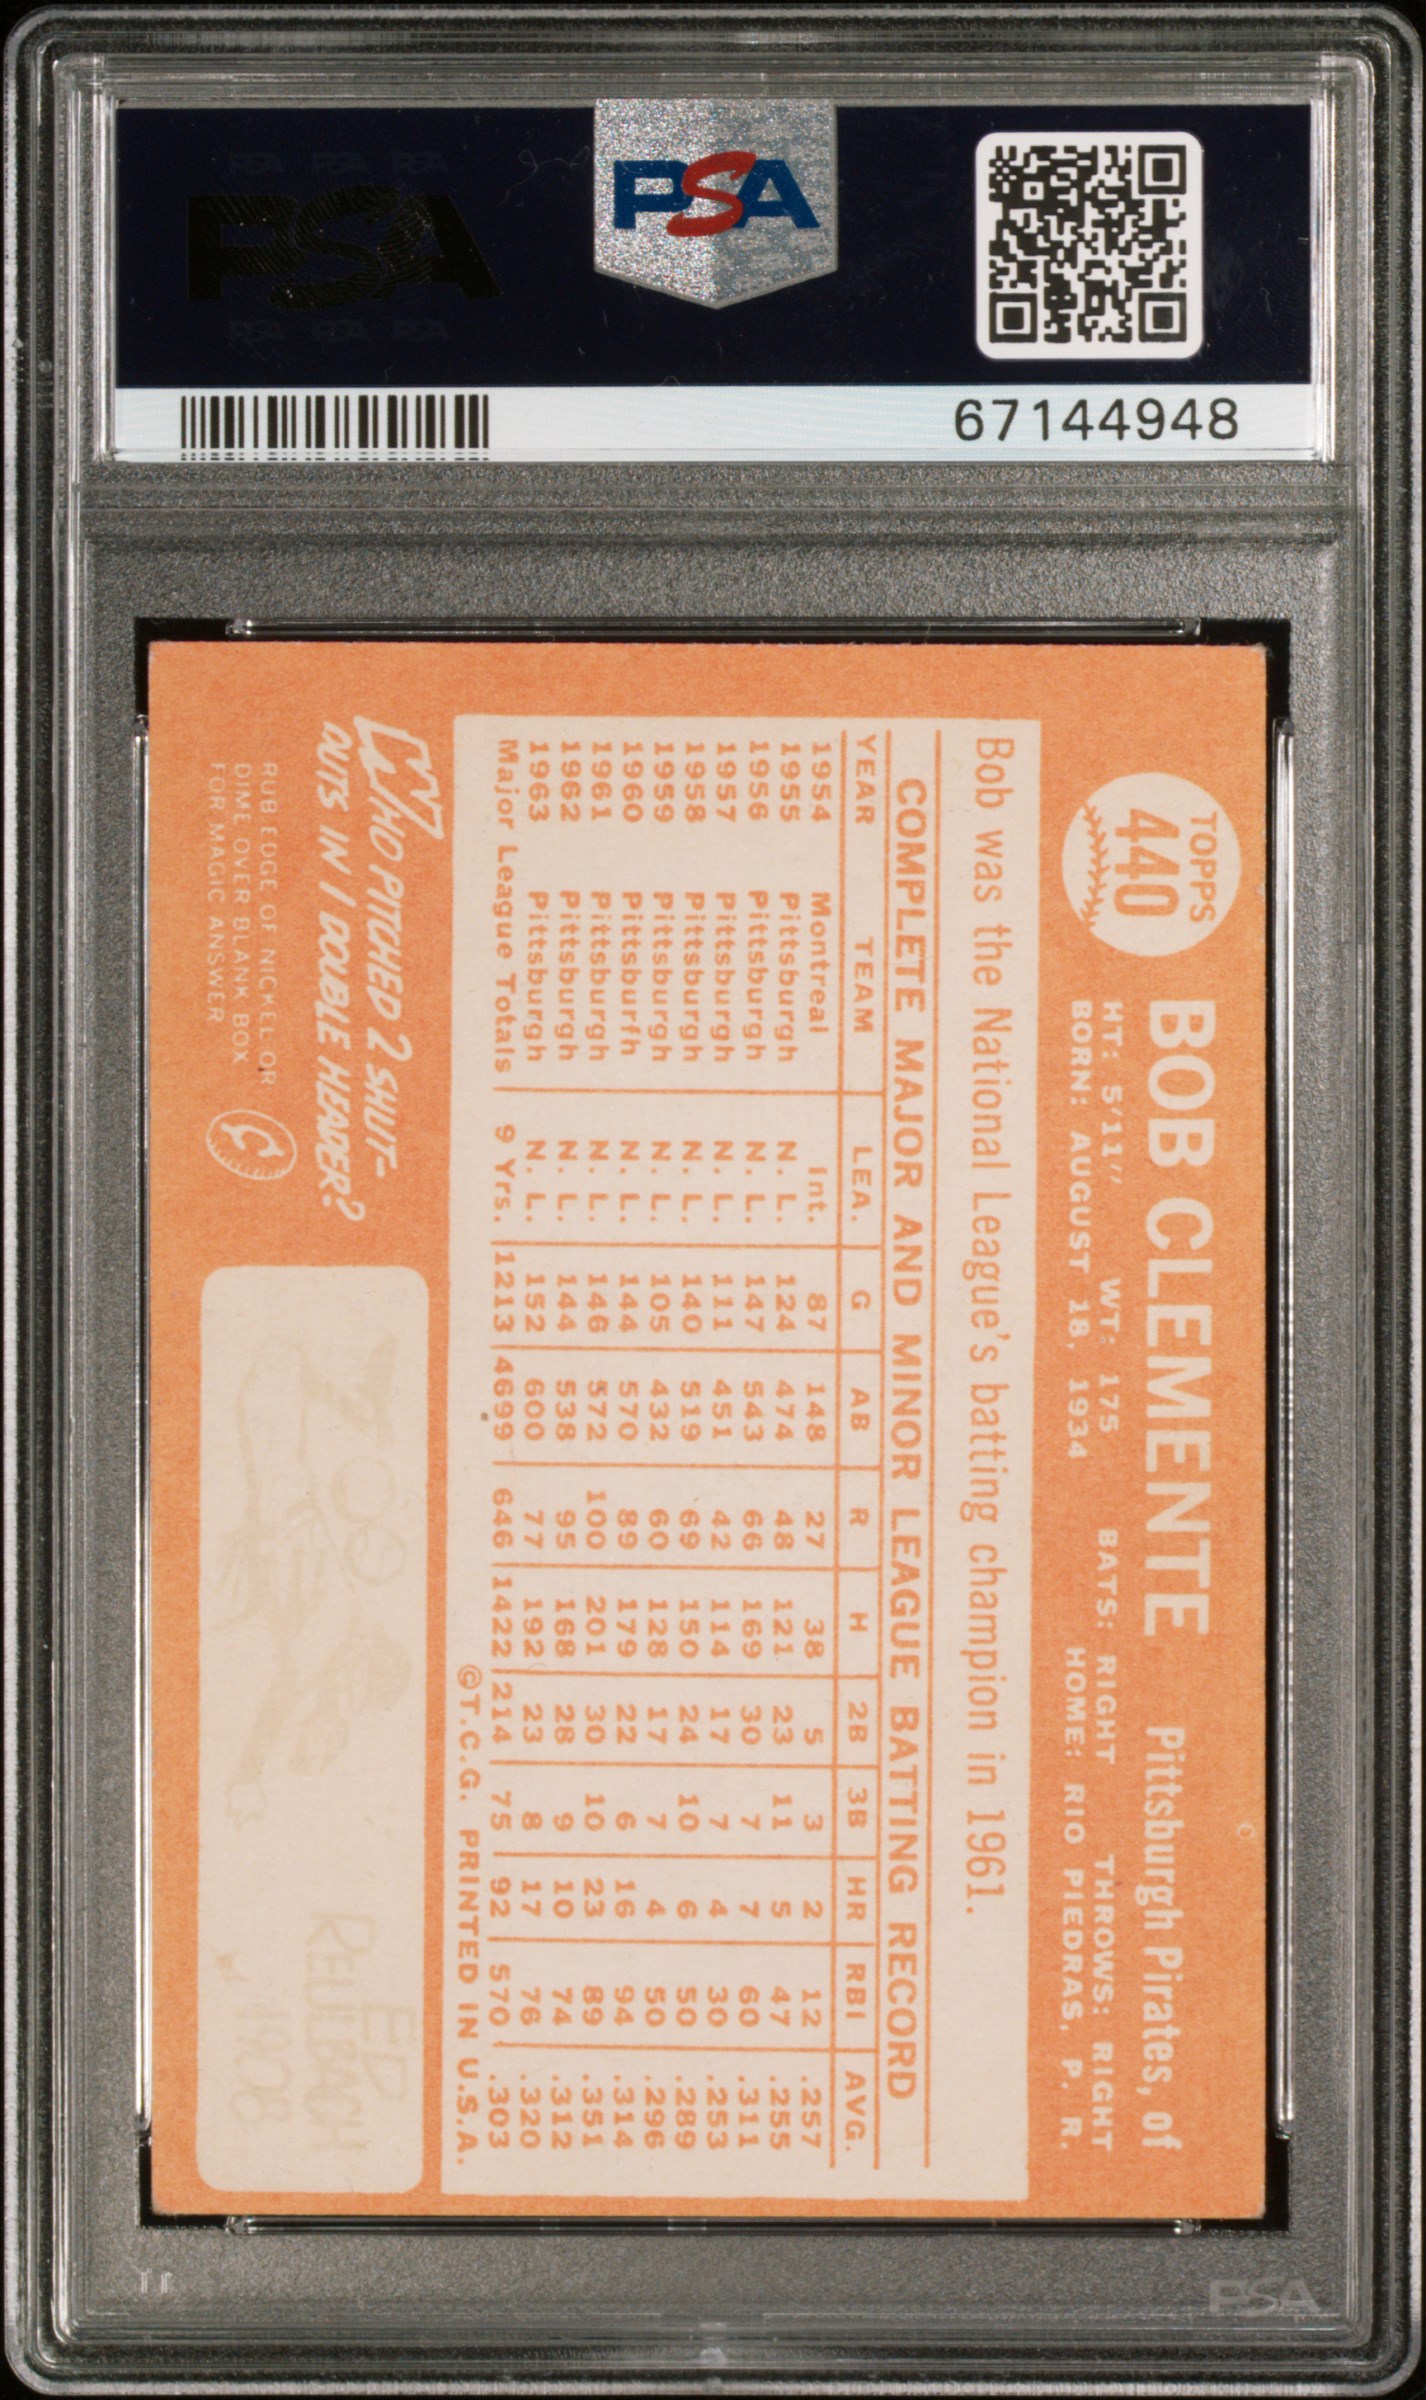 PSA
PSA
67144948
TOPPS
440
BOB CLEMENTE Pittsburgh Pirates, of
HT: 5'11" WT: 175 BATS: RIGHT THROWS: RIGHT
BORN: AUGUST 18, 1934 HOME: RIO PIEDRAS, P. R.
Bob was the National League's batting champion in 1961.
COMPLETE MAJOR AND MINOR LEAGUE BATTING RECORD
YEAR TEAM LEA. G AB R H 2B 3B HR RBI AVG.
1954 Montreal Int. 87 148 27 38 5 3 2 12 .257
1955 Pittsburgh N. L. 124 474 48 121 23 11 5 47 .255
1956 Pittsburgh N. L. 147 543 66 169 30 7 7 60 .311
1957 Pittsburgh N. L. 111 451 42 114 17 7 4 30 .253
1958 Pittsburgh N. L. 140 519 69 150 24 10 6 50 .289
1959 Pittsburgh N. L. 105 432 60 128 17 7 4 50 .296
1960 Pittsburfh N. L. 144 570 89 179 22 6 16 94 .314
1961 Pittsburgh N. L. 146 572 100 201 30 10 23 89 .351
1962 Pittsburgh N. L. 144 538 95 168 28 9 10 74 .312
1963 Pittsburgh N. L. 152 600 77 192 23 8 17 76 .320
Major League Totals 9 Yrs. 1213 4699 646 1422 214 75 92 570 .303
©T.C.G. PRINTED IN U.S.A.
WHO PITCHED 2 SHUT-
OUTS IN 1 DOUBLE HEADER?
RUB EDGE OF NICKEL OR
DIME OVER BLANK BOX
FOR MAGIC ANSWER
ED
REULBACH
1908
PSA